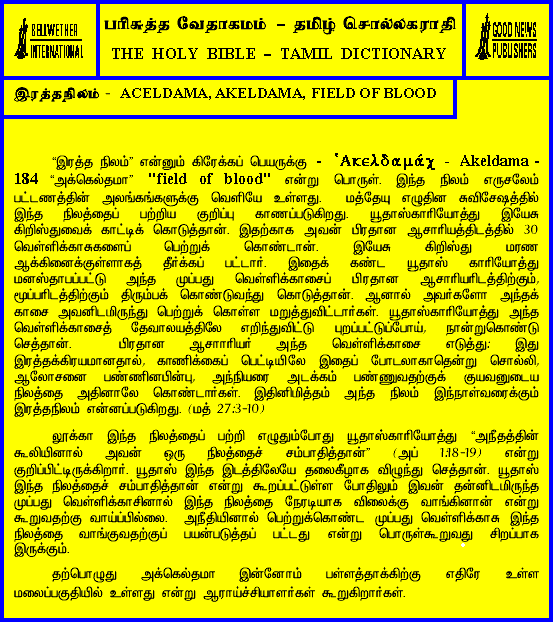 BELLWETHER
INTERNATIONAL
பரிசுத்த வேதாகமம் – தமிழ் சொல்லகராதி
THE HOLY BIBLE – TAMIL DICTIONARY
GOOD NEWS
PUBLISHERS
இரத்தநிலம் - ACELDAMA, AKELDAMA, FIELD OF BLOOD
“இரத்த நிலம்” என்னும் கிரேக்கப் பெயருக்கு - Ἁκελδαμάχ - Akeldama -
184 “அக்கெல்தமா” "field of blood" என்று பொருள். இந்த நிலம் எருசலேம்
பட்டணத்தின் அலங்கங்களுக்கு வெளியே உள்ளது. மத்தேயு எழுதின சுவிசேஷத்தில்
இந்த நிலத்தைப் பற்றிய குறிப்பு காணப்படுகிறது. யூதாஸ்காரியோத்து இயேசு
கிறிஸ்துவைக் காட்டிக் கொடுத்தான். இதற்காக அவன் பிரதான ஆசாரியத்திடத்தில் 30
வெள்ளிக்காசுகளைப் பெற்றுக் கொண்டான். இயேசு கிறிஸ்து மரண
ஆக்கினைக்குள்ளாகத் தீர்க்கப் பட்டார். இதைக் கண்ட யூதாஸ் காரியோத்து
மனஸ்தாபப்பட்டு அந்த முப்பது வெள்ளிக்காசைப் பிரதான ஆசாரியரிடத்திற்கும்,
மூப்பரிடத்திற்கும் திரும்பக் கொண்டுவந்து கொடுத்தான். ஆனால் அவர்களோ அந்தக்
காசை அவனிடமிருந்து பெற்றுக் கொள்ள மறுத்துவிட்டார்கள். யூதாஸ்காரியோத்து அந்த
வெள்ளிக்காசைத் தேவாலயத்திலே எறிந்துவிட்டு புறப்பட்டுப்போய், நான்றுகொண்டு
செத்தான். பிரதான ஆசாாரியர் அந்த வெள்ளிக்காசை எடுத்து: இது
இரத்தக்கிரயமானதால், காணிக்கைப் பெட்டியிலே இதைப் போடலாகாதென்று சொல்லி,
ஆலோசனை பண்ணினபின்பு, அந்நியரை அடக்கம் பண்ணுவதற்குக் குயவனுடைய
நிலத்தை அதினாலே கொண்டார்கள். இதினிமித்தம் அந்த நிலம் இந்நாள்வரைக்கும்
இரத்தநிலம் என்னப்படுகிறது. (மத் 27:3-10)
லூக்கா இந்த நிலத்தைப் பற்றி எழுதும்போது யூதாஸ்காரியோத்து “அநீதத்தின்
கூலியினால் அவன் ஒரு நிலத்தைச் சம்பாதித்தான்” (அப் 1:18-19) என்று
குறிப்பிட்டிருக்கிறார். யூதாஸ் இந்த இடத்திலேயே தலைகீழாக விழுந்து செத்தான். யூதாஸ்
இந்த நிலத்தைச் சம்பாதித்தான் என்று கூறப்பட்டுள்ள போதிலும் இவன் தன்னிடமிருந்த
முப்பது வெள்ளிக்காசினால் இந்த நிலத்தை நேரடியாக விலைக்கு வாங்கினான் என்று
கூறுவதற்கு வாய்ப்பில்லை. அநீதியினால் பெற்றுக்கொண்ட முப்பது வெள்ளிக்காசு இந்த
நிலத்தை வாங்குவதற்குப் பயன்படுத்தப் பட்டது என்று பொருள்கூறுவது சிறப்பாக
இருக்கும்.
தற்பொழுது அக்கெல்தமா இன்னோம் பள்ளத்தாக்கிற்கு எதிரே உள்ள
மலைப்பகுதியில் உள்ளது என்று ஆராய்ச்சியாளர்கள் கூறுகிறார்கள்.